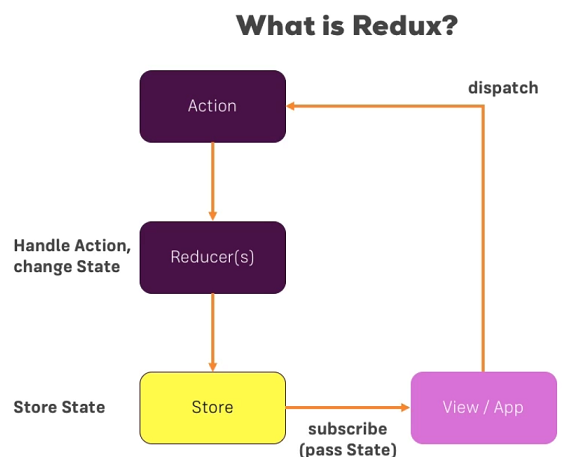 What is Redux?
dispatch
Action
Handle Action,
change State
Reducer(s)
Store State
Store
subscribe
(pass State)
View / App